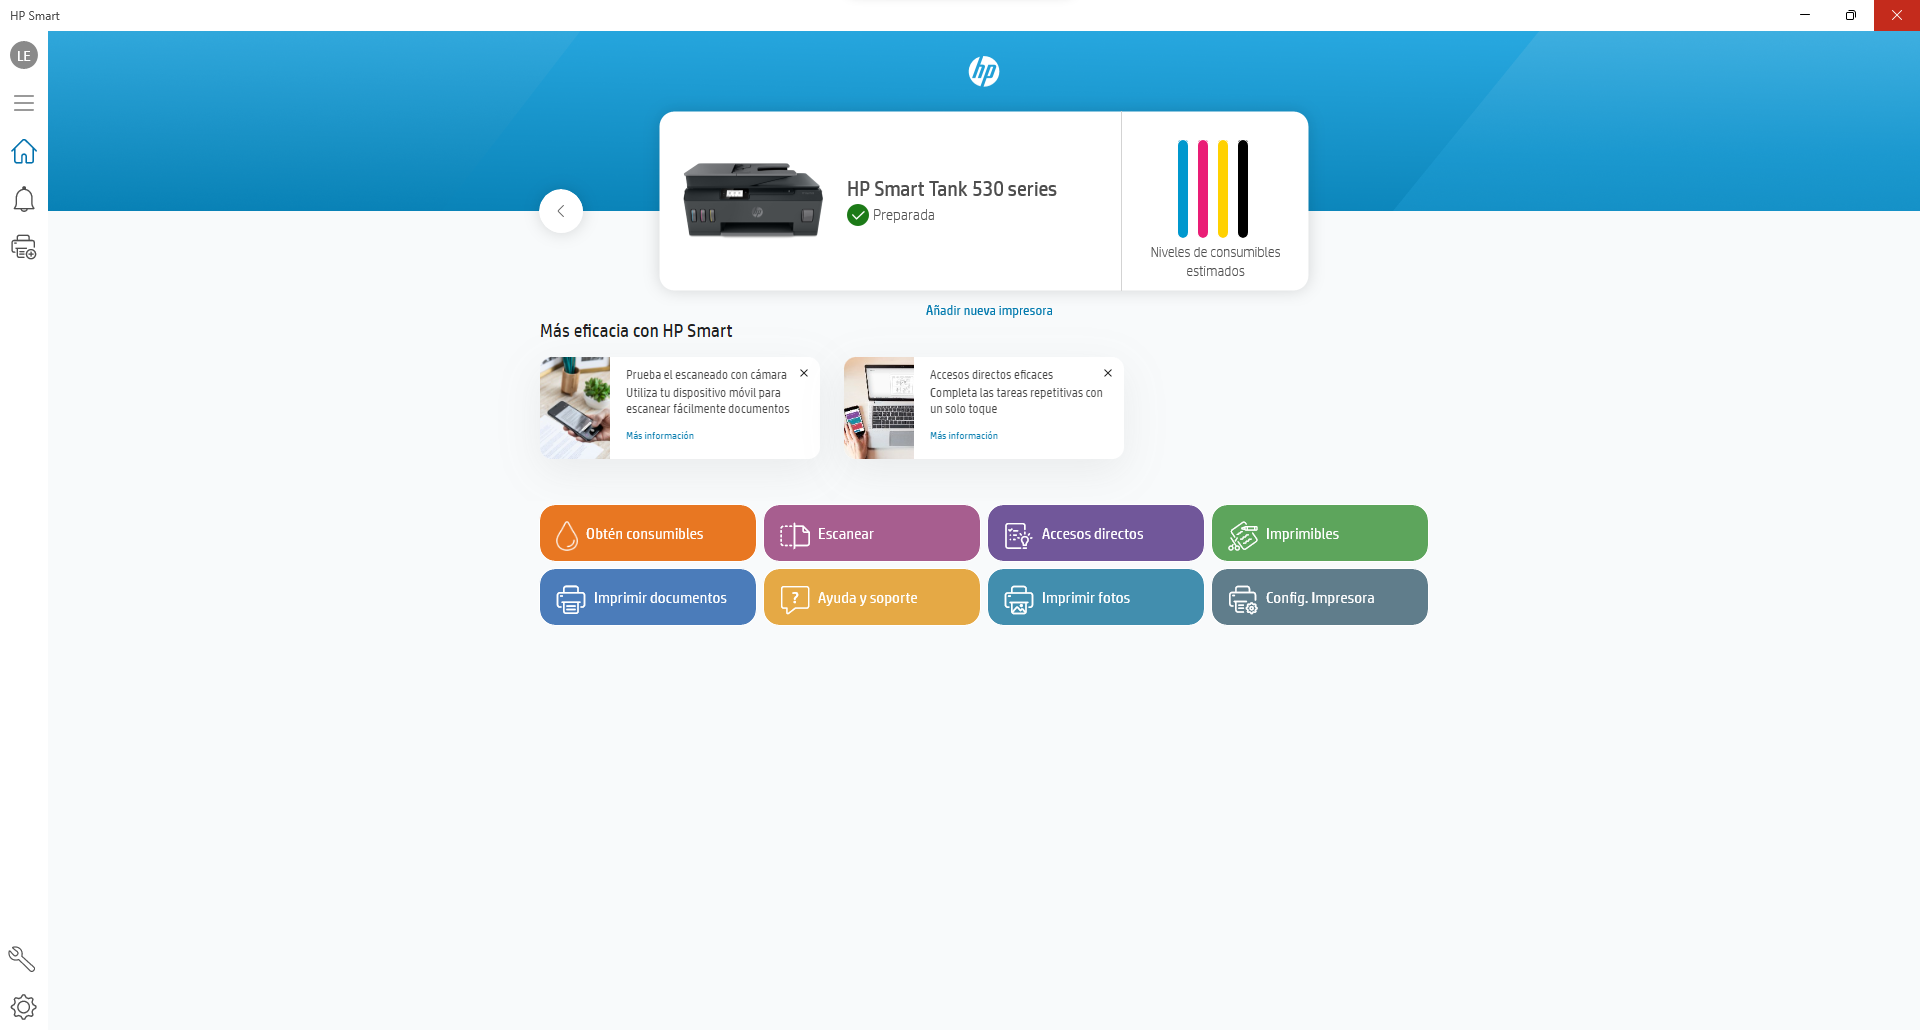 HP Smart
LE
hp
HP Smart Tank 530 series
Preparada
Niveles de consumibles
estimados
Añadir nueva impresora
Más eficacia con HP Smart
Prueba el escaneado con cámara
Utiliza tu dispositivo móvil para
escanear fácilmente documentos
Más información
Accesos directos eficaces
Completa las tareas repetitivas con
un solo toque
Más información
Obtén consumibles
Escanear
Accesos directos
Imprimibles
Imprimir documentos
Ayuda y soporte
Imprimir fotos
Config. Impresora